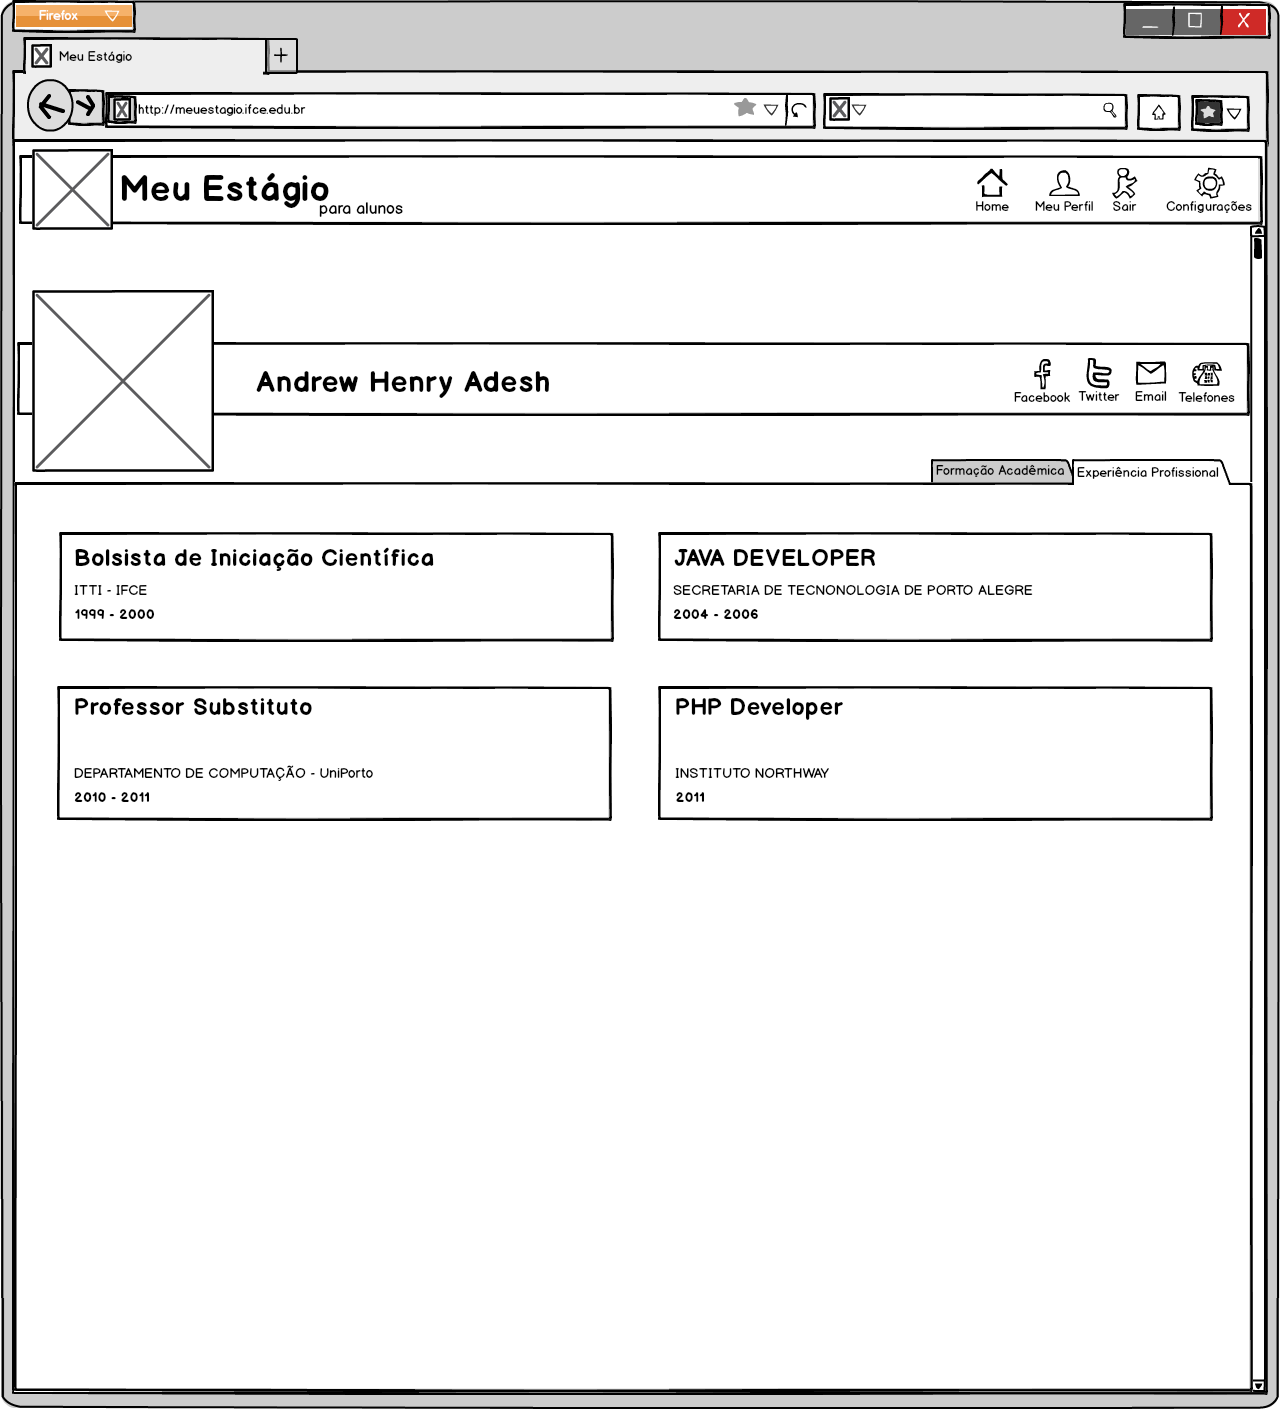 Firefox
Meu Estágio
http://meuestagio.ifce.edu.br
Meu Estágio
para alunos
Home
Meu Perfil
Sair
Configurações
Andrew Henry Adesh
Facebook
Twitter
Email
Telefones
Formação Acadêmica
Experiência Profissional
Bolsista de Iniciação Científica
ITTI - IFCE
1999 - 2000
JAVA DEVELOPER
SECRETARIA DE TECNONOLOGIA DE PORTO ALEGRE
2004 - 2006
Professor Substituto
DEPARTAMENTO DE COMPUTAÇÃO - UniPorto
2010 - 2011
PHP Developer
INSTITUTO NORTHWAY
2011